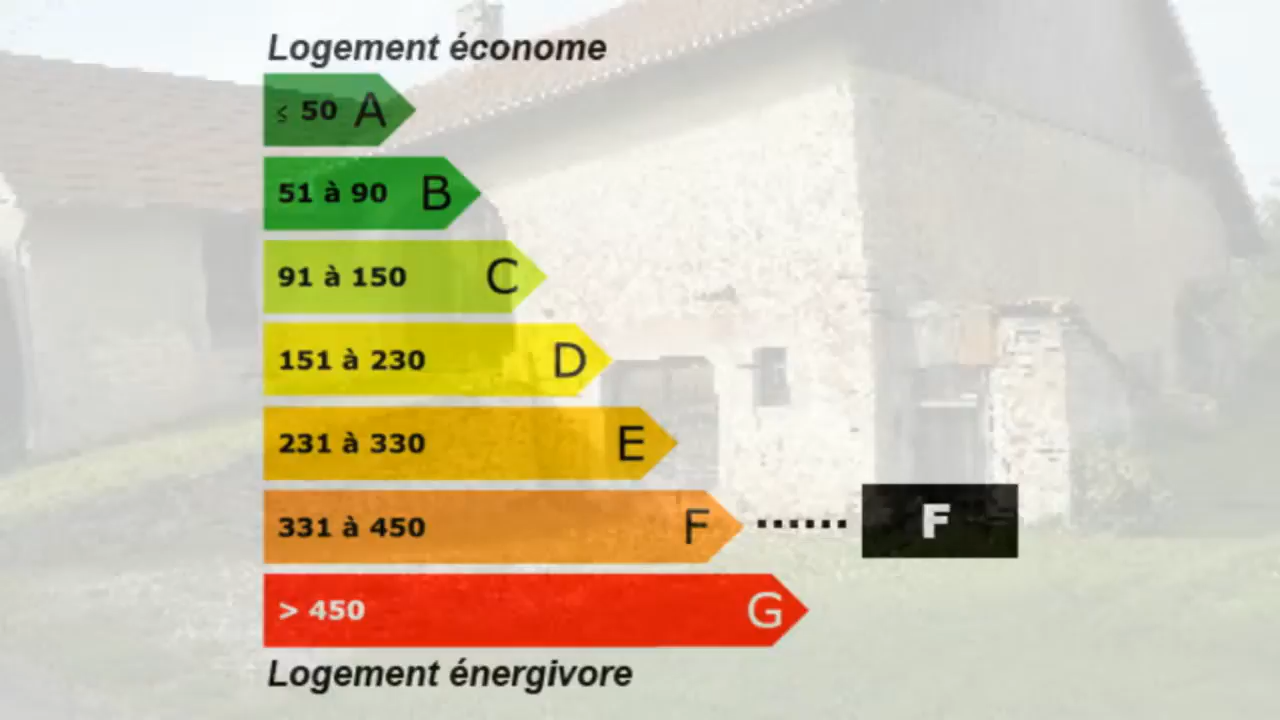 Logement économe
≤ 50 A
51 à 90 B
91 à 150 C
151 à 230 D
231 à 330 E
331 à 450 F F
> 450 G
Logement énergivore